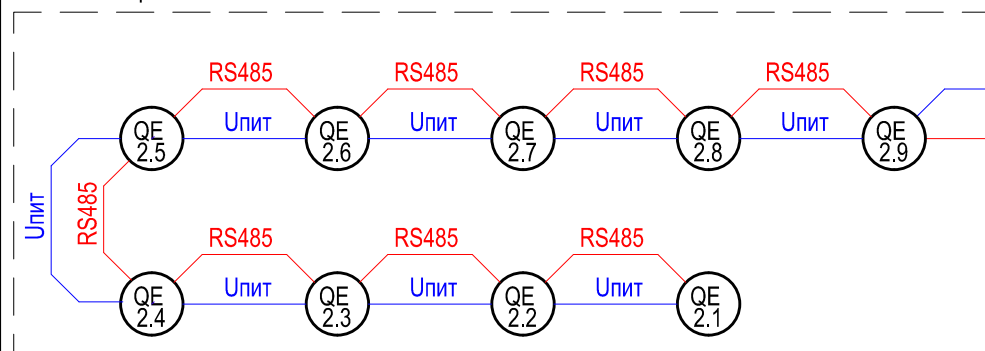 RS485 RS485 RS485 RS485
Uпит Uпит Uпит Uпит
QE QE QE QE QE
2.5 2.6 2.7 2.8 2.9
Uпит RS485
RS485 RS485 RS485
Uпит Uпит Uпит
QE QE QE QE
2.4 2.3 2.2 2.1